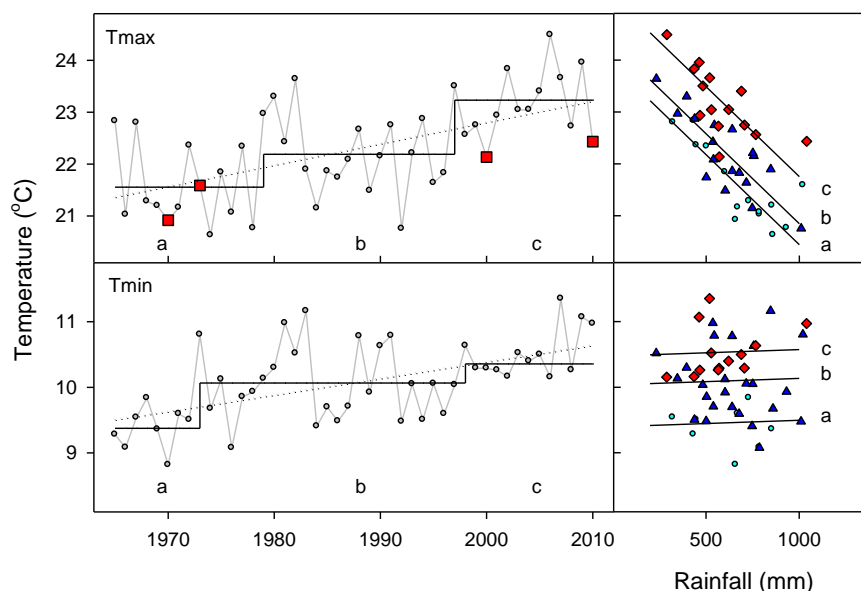 Tmax
24
23
22
21
a
b
c
c
b
a
Temperature (°C)
Tmin
11
10
9
a
b
c
c
b
a
1970
1980
1990
2000
2010
500
1000
Rainfall (mm)